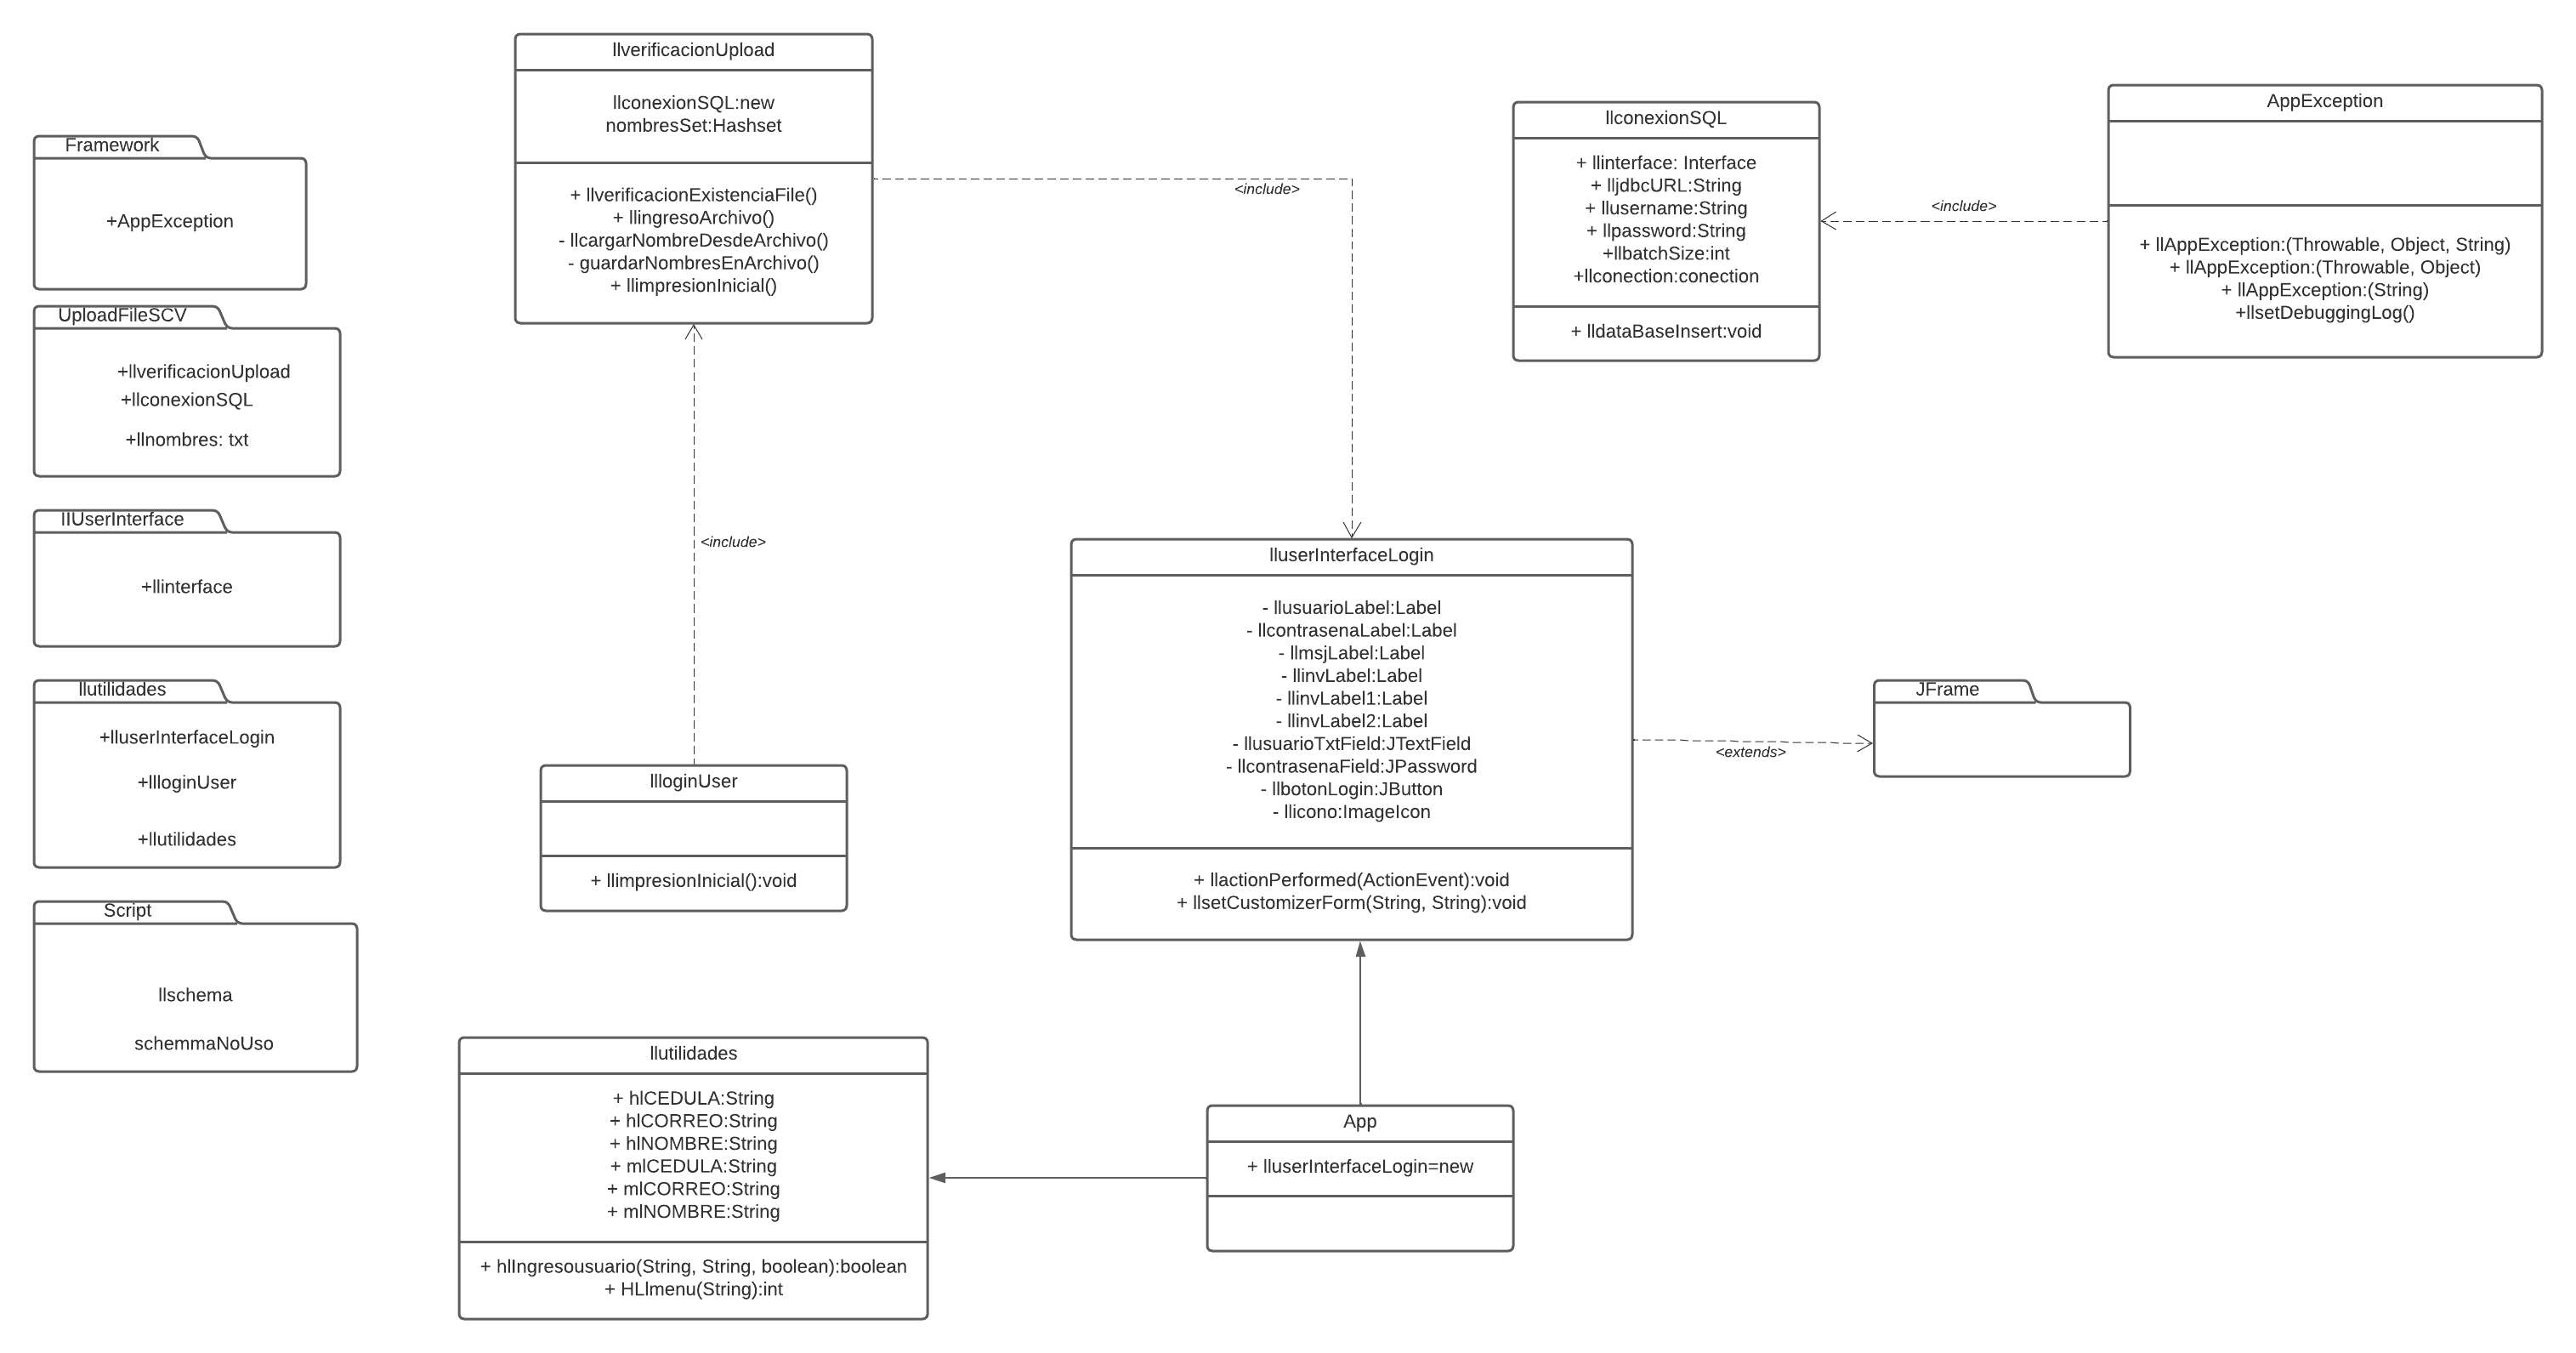 Framework
+AppException
UploadFileSCV
+llverificacionUpload
+llconexionSQL
+llnombres: txt
llUserInterface
+llinterface
llutilidades
+lluserInterfaceLogin
+llloginUser
+llutilidades
Script
llschema
schemmaNoUso
llverificacionUpload
llconexionSQL:new
nombresSet:Hashset
+ llverificacionExistenciaFile()
+ llingresoArchivo()
- llcargarNombreDesdeArchivo()
- guardarNombresEnArchivo()
+ llimpresionInicial()
<include>
<include>
llloginUser
+ llimpresionInicial():void
llutilidades
+ hlCEDULA:String
+ hlCORREO:String
+ hlNOMBRE:String
+ mlCEDULA:String
+ mlCORREO:String
+ mlNOMBRE:String
+ hlIngresousuario(String, String, boolean):boolean
+ HLlmenu(String):int
lluserInterfaceLogin
- llusuarioLabel:Label
- llcontrasenaLabel:Label
- llmsjLabel:Label
- llinvLabel:Label
- llinvLabel1:Label
- llinvLabel2:Label
- llusuarioTxtField:JTextField
- llcontrasenaField:JPassword
- llbotonLogin:JButton
- llicono:ImageIcon
+ llactionPerformed(ActionEvent):void
+ llsetCustomizerForm(String, String):void
App
+ lluserInterfaceLogin=new
<extends>
JFrame
llconexionSQL
+ llinterface: Interface
+ lljdbcURL:String
+ llusername:String
+ llpassword:String
+llbatchSize:int
+llconection:conection
+ lldataBaseInsert:void
<include>
AppException
+ llAppException:(Throwable, Object, String)
+ llAppException:(Throwable, Object)
+ llAppException:(String)
+llsetDebuggingLog()